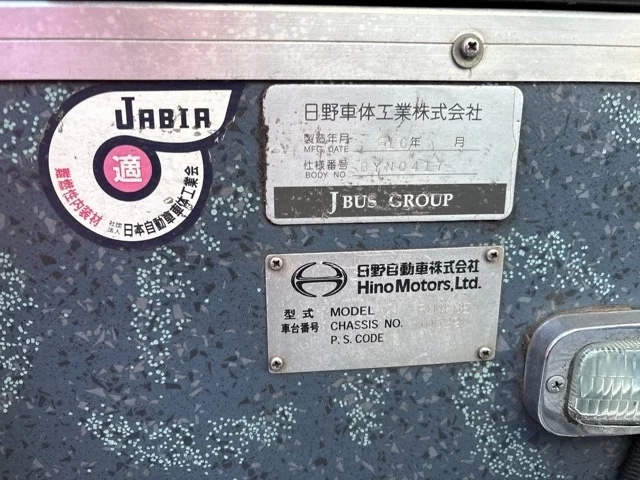 JABIA
適
難燃性内装材
社団法人 日本自動車車体工業会
日野車体工業株式会社
製造年月 16年 月
MFG. DATE
仕様番号
BODY NO
J BUS GROUP
日野自動車株式会社
Hino Motors, Ltd.
型式 MODEL
車台番号 CHASSIS NO.
P. S. CODE